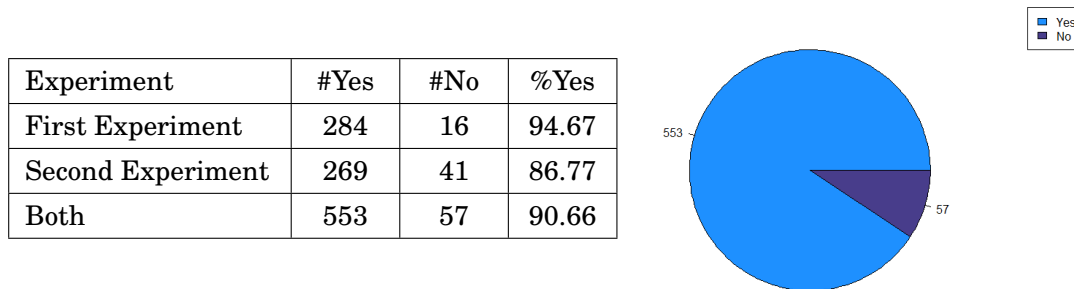 Experiment #Yes #No %Yes
First Experiment 284 16 94.67
Second Experiment 269 41 86.77
Both 553 57 90.66
Yes
No
553
57